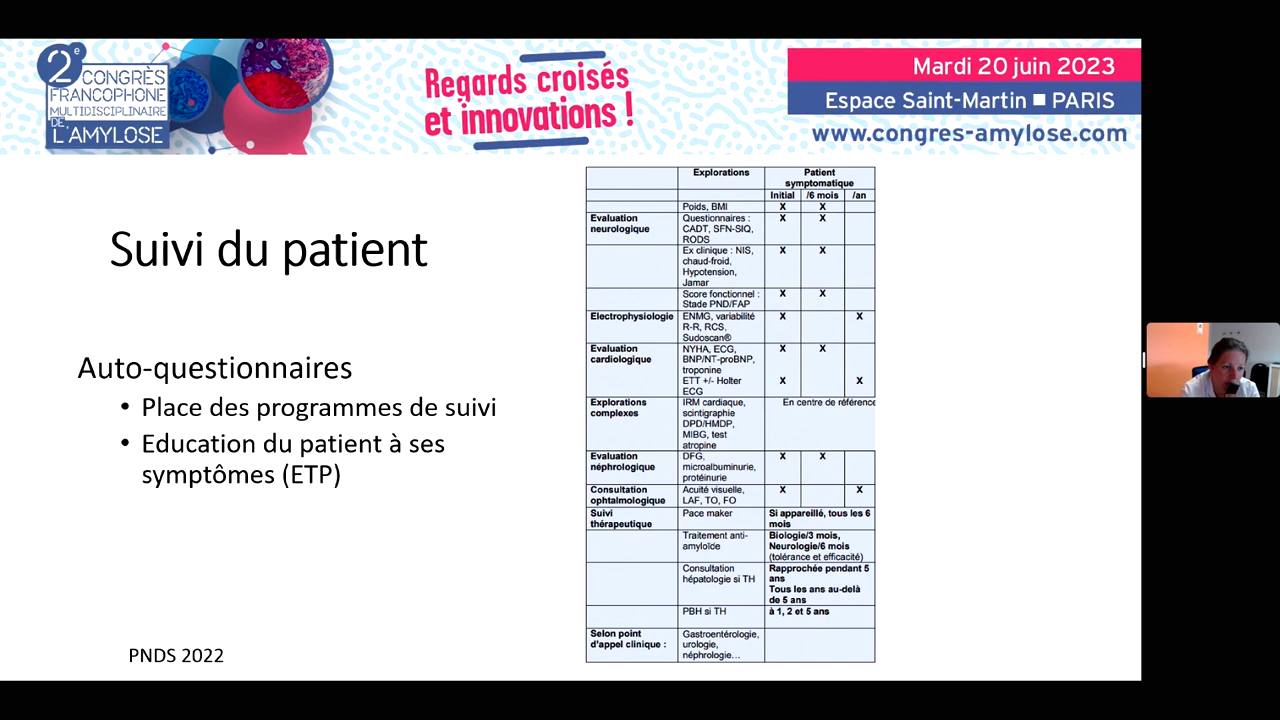 2e CONGRÈS
FRANCOPHONE
MULTIDISCIPLINAIRE
DE
L'AMYLOSE
Regards croisés
et innovations !
Mardi 20 juin 2023
Espace Saint-Martin ■ PARIS
www.congres-amylose.com
Suivi du patient
Auto-questionnaires
• Place des programmes de suivi
• Education du patient à ses
symptômes (ETP)
PNDS 2022
Explorations Patient
symptomatique
Initial /6 mois /an
Poids, BMI X X
Evaluation Questionnaires : X X
neurologique CADT, SFN-SIQ,
RODS
Ex clinique : NIS, X X
chaud-froid,
Hypotension,
Jamar
Score fonctionnel : X X
Stade PND/FAP
Electrophysiologie ENMG, variabilité X X
R-R, RCS,
Sudoscan®
Evaluation NYHA, ECG, X X
cardiologique BNP/NT-proBNP,
troponine
ETT +/- Holter X X
ECG
Explorations IRM cardiaque, En centre de référence
complexes scintigraphie
DPD/HMDP,
MIBG, test
atropine
Evaluation DFG, X X
néphrologique microalbuminurie,
protéinurie
Consultation Acuité visuelle, X X
ophtalmologique LAF, TO, FO
Suivi Pace maker Si appareillé, tous les 6
thérapeutique mois
Traitement anti- Biologie/3 mois,
amyloïde Neurologie/6 mois
(tolérance et efficacité)
Consultation Rapprochée pendant 5
hépatologie si TH ans
Tous les ans au-delà
de 5 ans
PBH si TH à 1, 2 et 5 ans
Selon point Gastroentérologie,
d'appel clinique : urologie,
néphrologie...